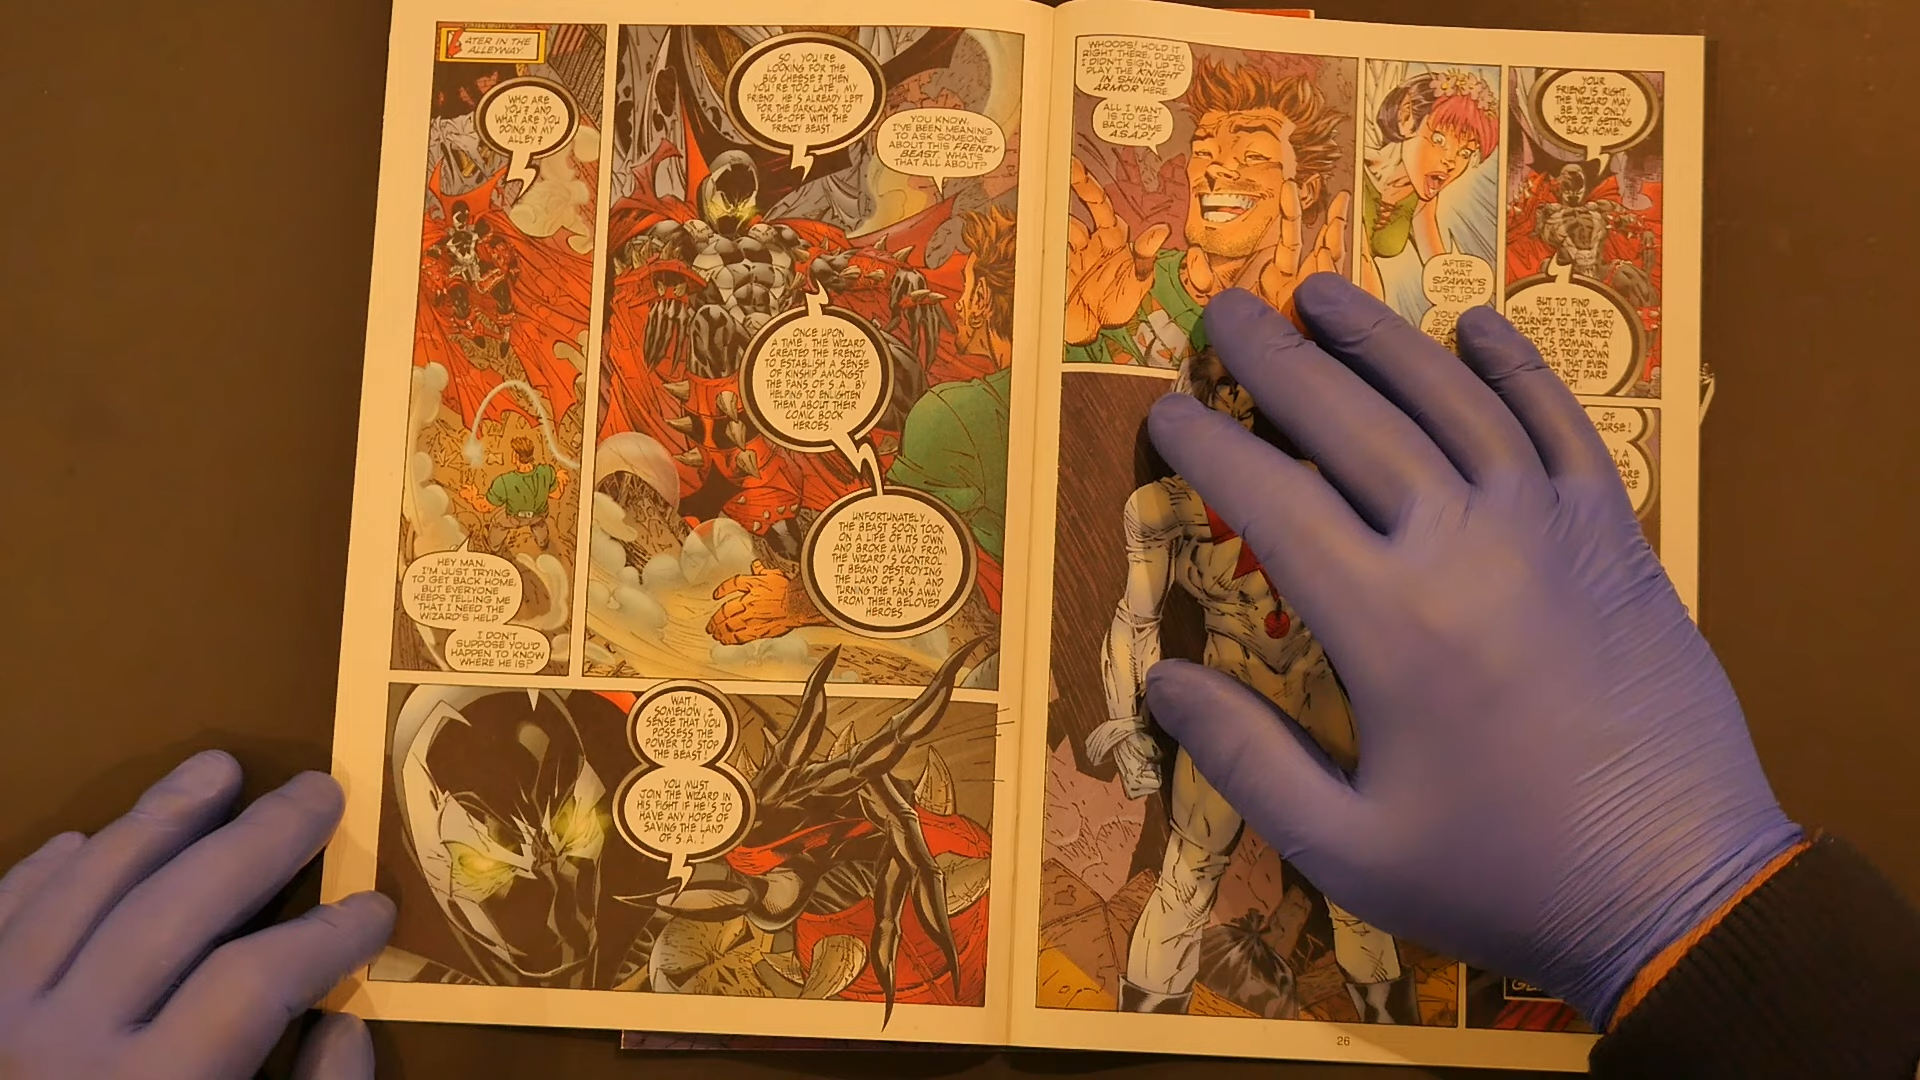 LATER IN THE
ALLEYWAY.
WHO ARE
YOU? AND
WHAT ARE YOU
DOING IN MY
ALLEY?
HEY MAN,
I'M JUST TRYING
TO GET BACK HOME,
BUT EVERYONE
KEEPS TELLING ME
THAT I NEED THE
WIZARD'S HELP.
I DON'T
SUPPOSE YOU'D
HAPPEN TO KNOW
WHERE HE IS?
SO, YOU'RE
LOOKING FOR THE
BIG CHEESE? THEN
YOU'RE TOO LATE, MY
FRIEND. HE'S ALREADY LEFT
FOR THE DARKLANDS TO
FACE-OFF WITH THE
FRENZY BEAST.
YOU KNOW,
I'VE BEEN MEANING
TO ASK SOMEONE
ABOUT THIS FRENZY
BEAST. WHAT'S
THAT ALL ABOUT?
ONCE UPON
A TIME, THE WIZARD
CREATED THE FRENZY
TO ESTABLISH A SENSE
OF KINSHIP AMONGST
THE FANS OF S.A. BY
HELPING TO ENLIGHTEN
THEM ABOUT THEIR
COMIC BOOK
HEROES.
UNFORTUNATELY,
THE BEAST SOON TOOK
ON A LIFE OF ITS OWN
AND BROKE AWAY FROM
THE WIZARD'S CONTROL.
IT BEGAN DESTROYING
THE LAND OF S.A. AND
TURNING THE FANS AWAY
FROM THEIR BELOVED
HEROES.
WAIT!
SOMEHOW, I
SENSE THAT YOU
POSSESS THE
POWER TO STOP
THE BEAST!
YOU MUST
JOIN THE WIZARD IN
HIS FIGHT IF HE'S TO
HAVE ANY HOPE OF
SAVING THE LAND
OF S.A.!
WHOOPS! HOLD IT
RIGHT THERE, DUDE!
I DIDN'T SIGN UP TO
PLAY THE KNIGHT
IN SHINING
ARMOR HERE.
ALL I WANT
IS TO GET
BACK HOME
A.S.A.P.!
AFTER
WHAT
SPAWN'S
JUST TOLD
YOU?
YOUR
FRIEND IS RIGHT.
THE WIZARD MAY
BE YOUR ONLY
HOPE OF GETTING
BACK HOME.
BUT TO FIND
HIM, YOU'LL HAVE TO
JOURNEY TO THE VERY
HEART OF THE FRENZY
DOMAIN, A
TRIP DOWN
THAT EVEN
NOT DARE
OF
26